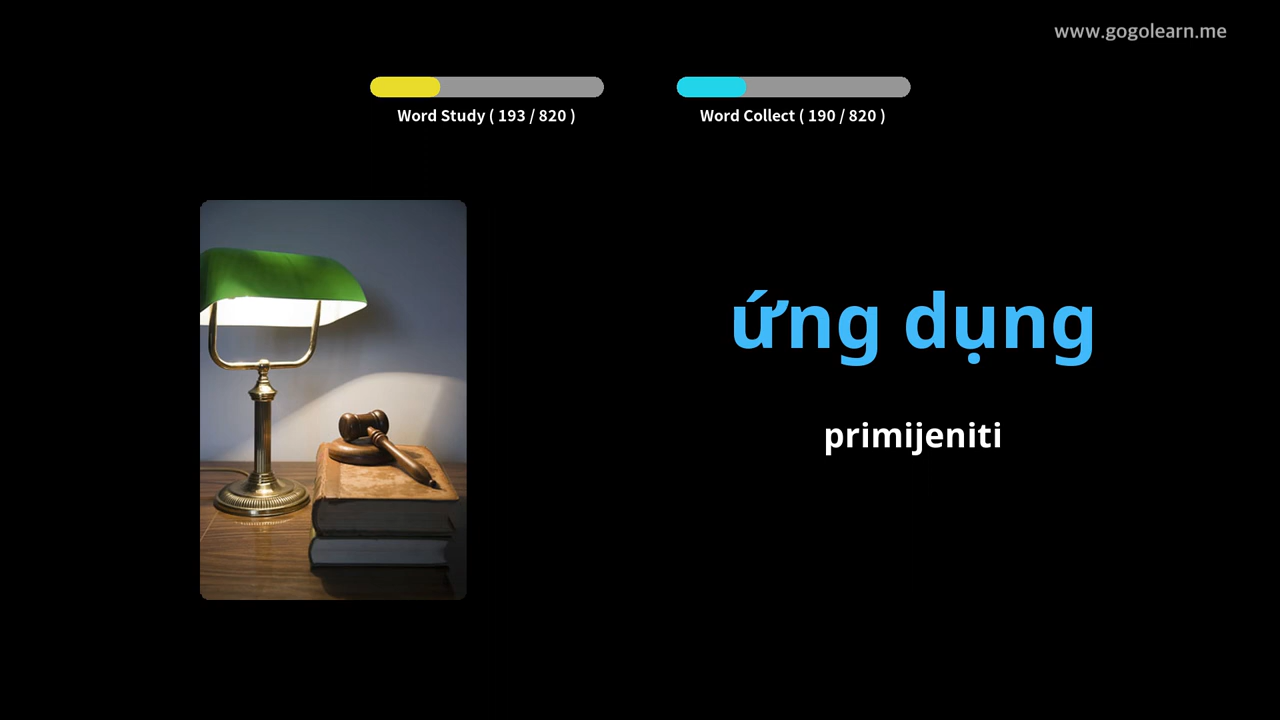 www.gogolearn.me
Word Study ( 193 / 820 )
Word Collect ( 190 / 820 )
ứng dụng
primijeniti